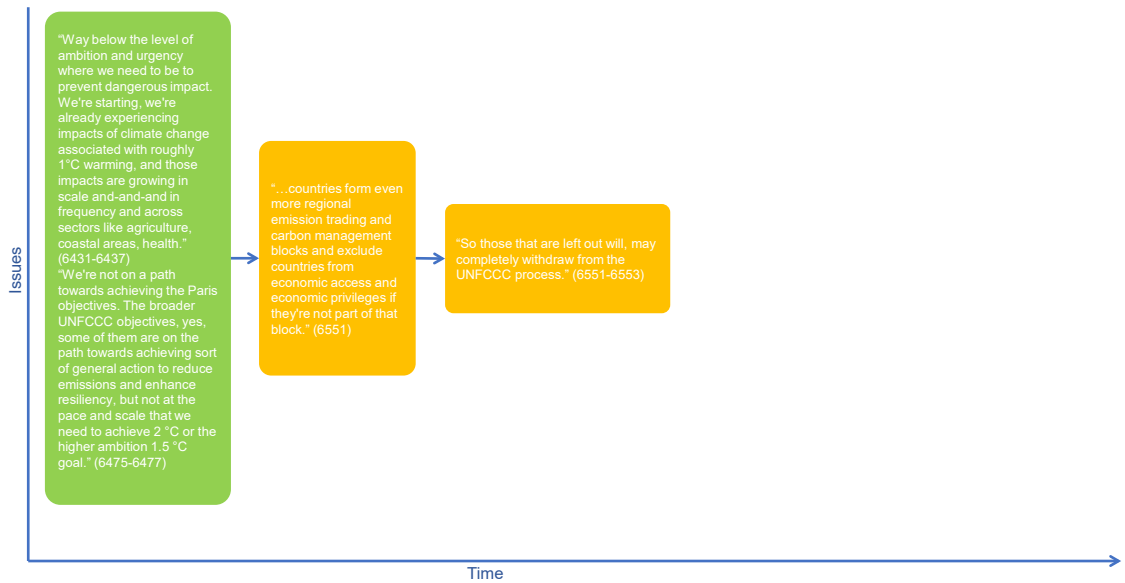 “Way below the level of
ambition and urgency
where we need to be to
prevent dangerous impact.
We're starting, we're
already experiencing
impacts of climate change
associated with roughly
1°C warming, and those
impacts are growing in
scale and-and-and in
frequency and across
sectors like agriculture,
coastal areas, health.”
(6431-6437)
“We're not on a path
towards achieving the Paris
objectives. The broader
UNFCCC objectives, yes,
some of them are on the
path towards achieving sort
of general action to reduce
emissions and enhance
resiliency, but not at the
pace and scale that we
need to achieve 2 °C or the
higher ambition 1.5 °C
goal.” (6475-6477)
“…countries form even
more regional
emission trading and
carbon management
blocks and exclude
countries from
economic access and
economic privileges if
they're not part of that
block.” (6551)
“So those that are left out will, may
completely withdraw from the
UNFCCC process.” (6551-6553)
Issues
Time